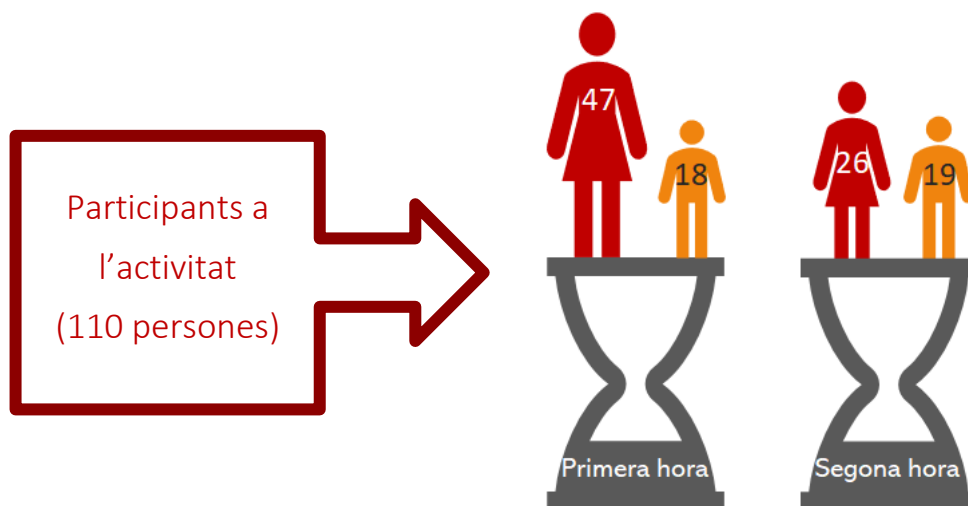 Participants a
l’activitat
(110 persones)
47
18
26
19
Primera hora
Segona hora